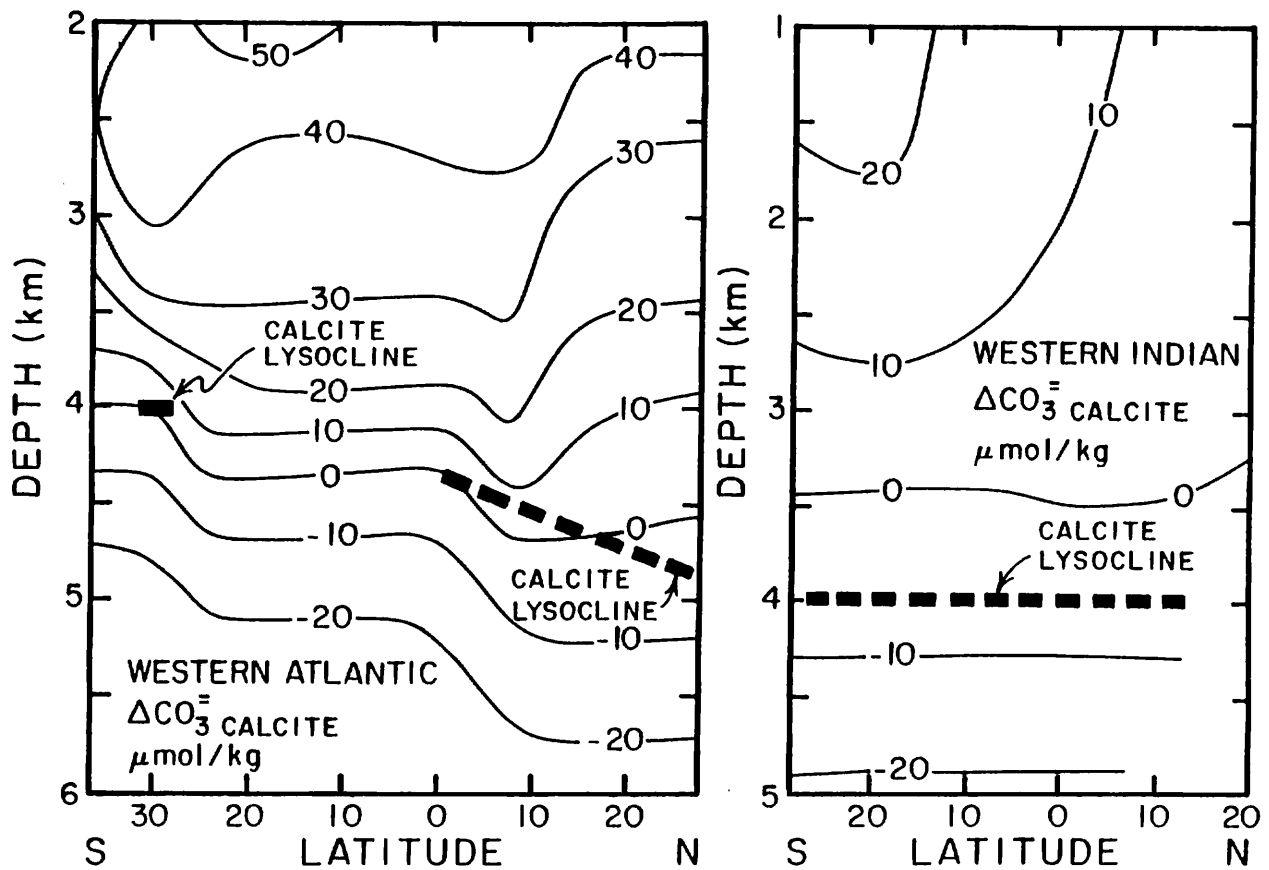 2
3
4
5
6
DEPTH (km)
50
40
40
30
30
20
20
10
10
0
0
-10
-10
-20
-20
CALCITE
LYSOCLINE
CALCITE
LYSOCLINE
WESTERN ATLANTIC
ΔCO₃⁼ CALCITE
μmol/kg
30 20 10 0 10 20
S LATITUDE N
1
2
3
4
5
DEPTH (km)
20
10
10
WESTERN INDIAN
ΔCO₃⁼ CALCITE
μmol/kg
0
0
CALCITE
LYSOCLINE
-10
-20
20 10 0 10 20
S LATITUDE N